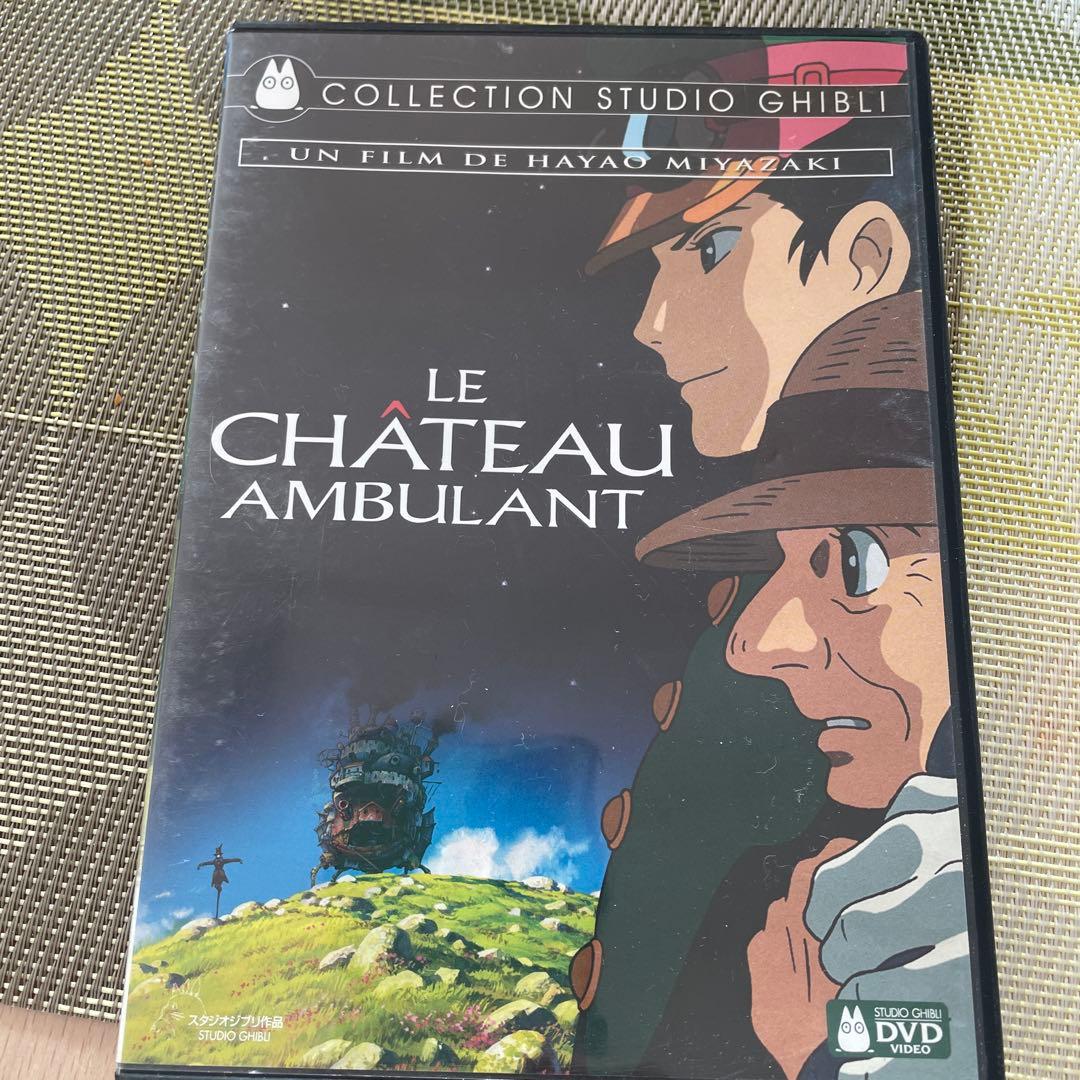 COLLECTION STUDIO GHIBLI
UN FILM DE HAYAO MIYAZAKI
LE
CHÂTEAU
AMBULANT
スタジオジブリ作品
STUDIO GHIBLI
STUDIO GHIBLI
DVD
VIDEO